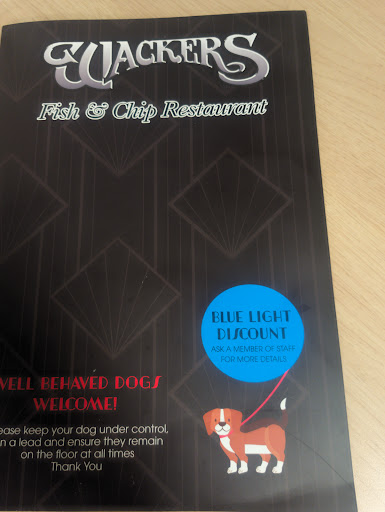 WACKERS
Fish & Chip Restaurant
BLUE LIGHT
DISCOUNT
ASK A MEMBER OF STAFF
FOR MORE DETAILS
WELL BEHAVED DOGS
WELCOME!
ease keep your dog under control,
n a lead and ensure they remain
on the floor at all times
Thank You